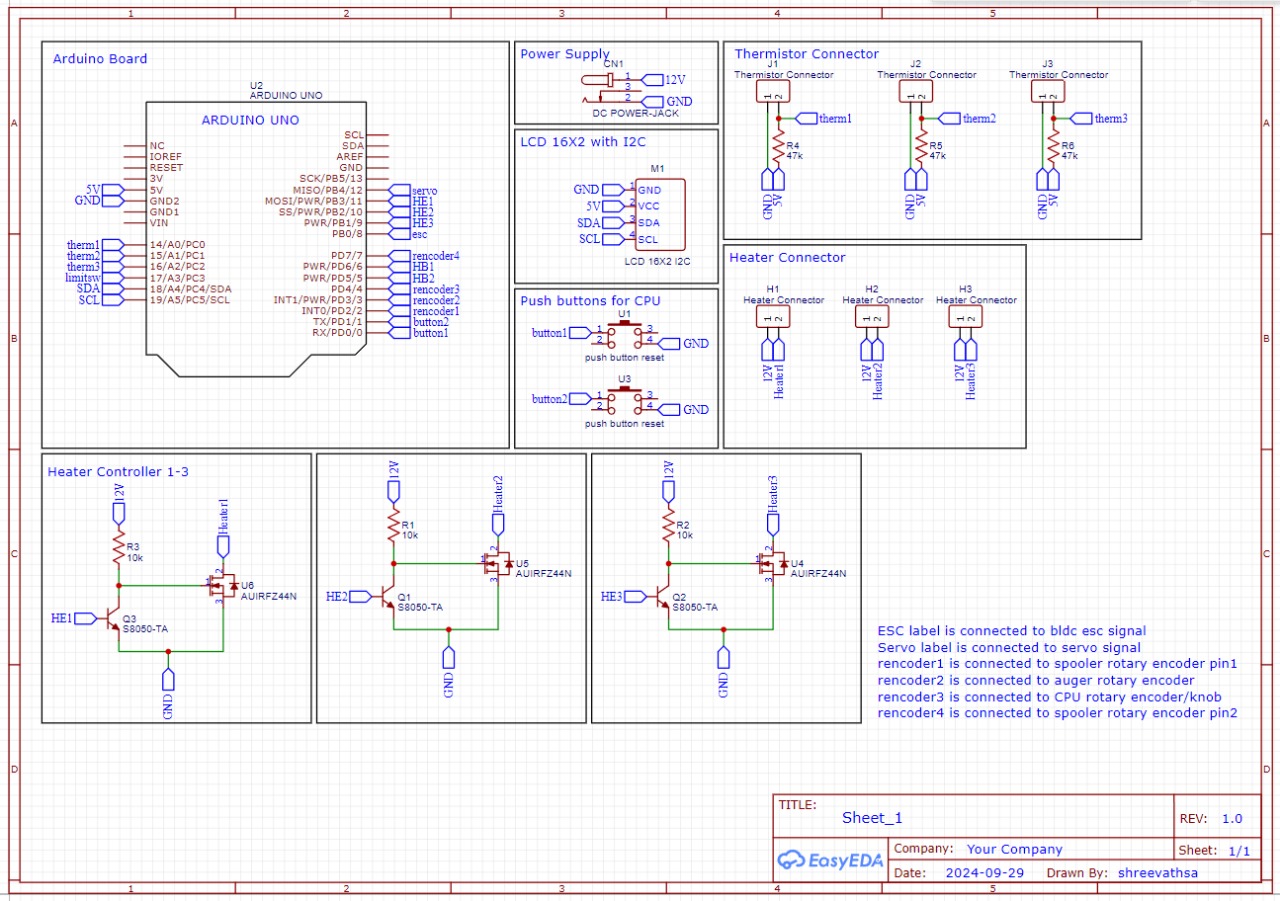 1 2 3 4 5
A
B
C
D
A
B
C
D
Arduino Board
U2
ARDUINO UNO
ARDUINO UNO
NC
IOREF
RESET
3V
5V 5V
GND GND2
GND1
VIN
therm1 14/A0/PC0
therm2 15/A1/PC1
therm3 16/A2/PC2
limitsw 17/A3/PC3
SDA 18/A4/PC4/SDA
SCL 19/A5/PC5/SCL
SCL
SDA
AREF
GND
SCK/PB5/13
MISO/PB4/12 servo
MOSI/PWR/PB3/11 HE1
SS/PWR/PB2/10 HE2
PWR/PB1/9 HE3
PB0/8 esc
PD7/7 rencoder4
PWR/PD6/6 HB1
PWR/PD5/5 HB2
PD4/4 rencoder3
INT1/PWR/PD3/3 rencoder2
INT0/PD2/2 rencoder1
TX/PD1/1 button2
RX/PD0/0 button1
Power Supply
CN1
1 12V
3
2 GND
DC POWER-JACK
LCD 16X2 with I2C
M1
GND 1 GND
5V 2 VCC
SDA 3 SDA
SCL 4 SCL
LCD 16X2 I2C
Push buttons for CPU
U1
button1 1 3
2 4 GND
push button reset
U3
button2 1 3
2 4 GND
push button reset
Thermistor Connector
J1 J2 J3
Thermistor Connector Thermistor Connector Thermistor Connector
1 2 1 2 1 2
therm1 therm2 therm3
R4 R5 R6
47k 47k 47k
GND 5V GND 5V GND 5V
Heater Connector
H1 H2 H3
Heater Connector Heater Connector Heater Connector
1 2 1 2 1 2
12V Heater1 12V Heater2 12V Heater3
Heater Controller 1-3
12V
Heater1
R3
10k
2
1
3
U6
AUIRFZ44N
HE1
Q3
S8050-TA
GND
12V
Heater2
R1
10k
2
1
3
U5
AUIRFZ44N
HE2
Q1
S8050-TA
GND
12V
Heater3
R2
10k
2
1
3
U4
AUIRFZ44N
HE3
Q2
S8050-TA
GND
ESC label is connected to bldc esc signal
Servo label is connected to servo signal
rencoder1 is connected to spooler rotary encoder pin1
rencoder2 is connected to auger rotary encoder
rencoder3 is connected to CPU rotary encoder/knob
rencoder4 is connected to spooler rotary encoder pin2
TITLE:
Sheet_1
REV: 1.0
EasyEDA
Company: Your Company
Sheet: 1/1
Date: 2024-09-29 Drawn By: shreevathsa
1 2 3 4 5